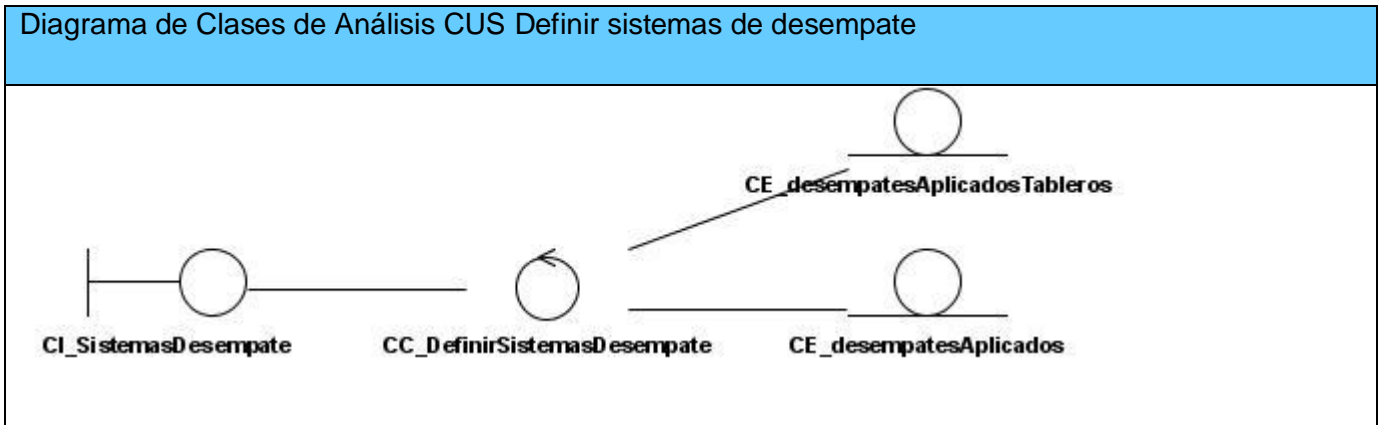 Diagrama de Clases de Análisis CUS Definir sistemas de desempate
CE_desempatesAplicadosTableros
CI_SistemasDesempate
CC_DefinirSistemasDesempate
CE_desempatesAplicados